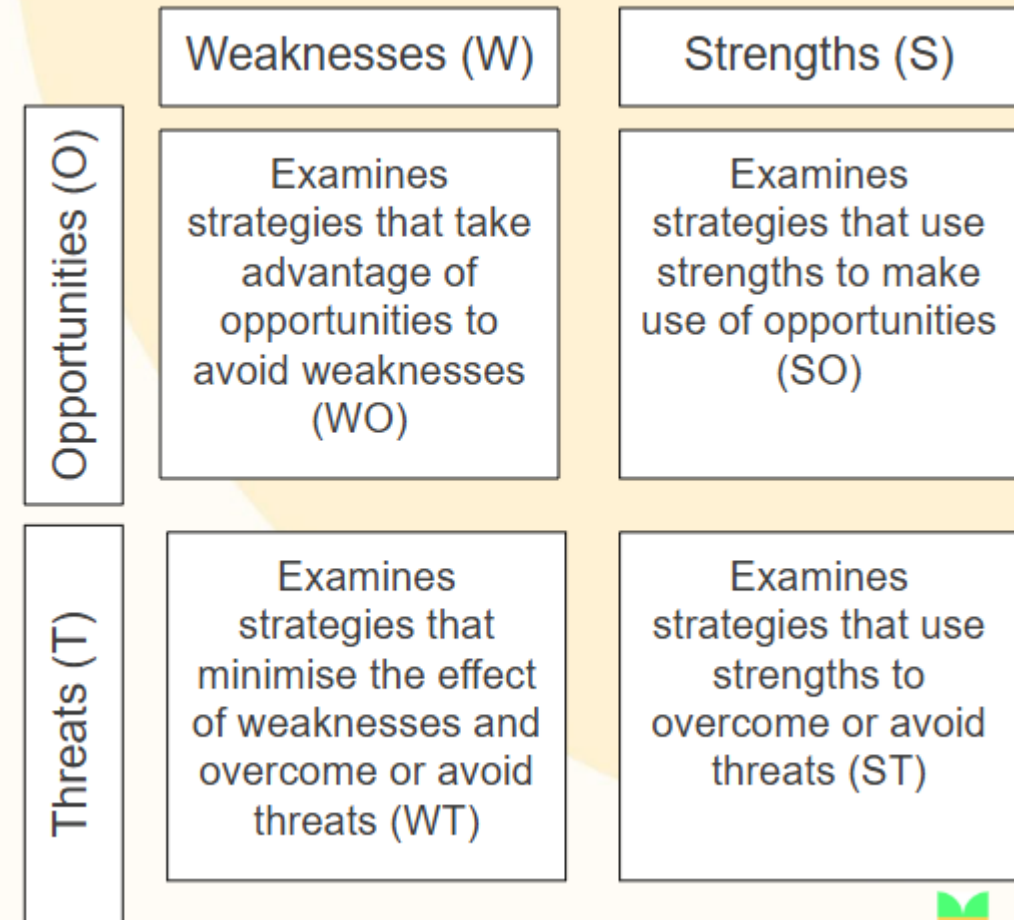 Weaknesses (W)
Strengths (S)
Opportunities (O)
Examines
strategies that take
advantage of
opportunities to
avoid weaknesses
(WO)
Examines
strategies that use
strengths to make
use of opportunities
(SO)
Threats (T)
Examines
strategies that
minimise the effect
of weaknesses and
overcome or avoid
threats (WT)
Examines
strategies that use
strengths to
overcome or avoid
threats (ST)